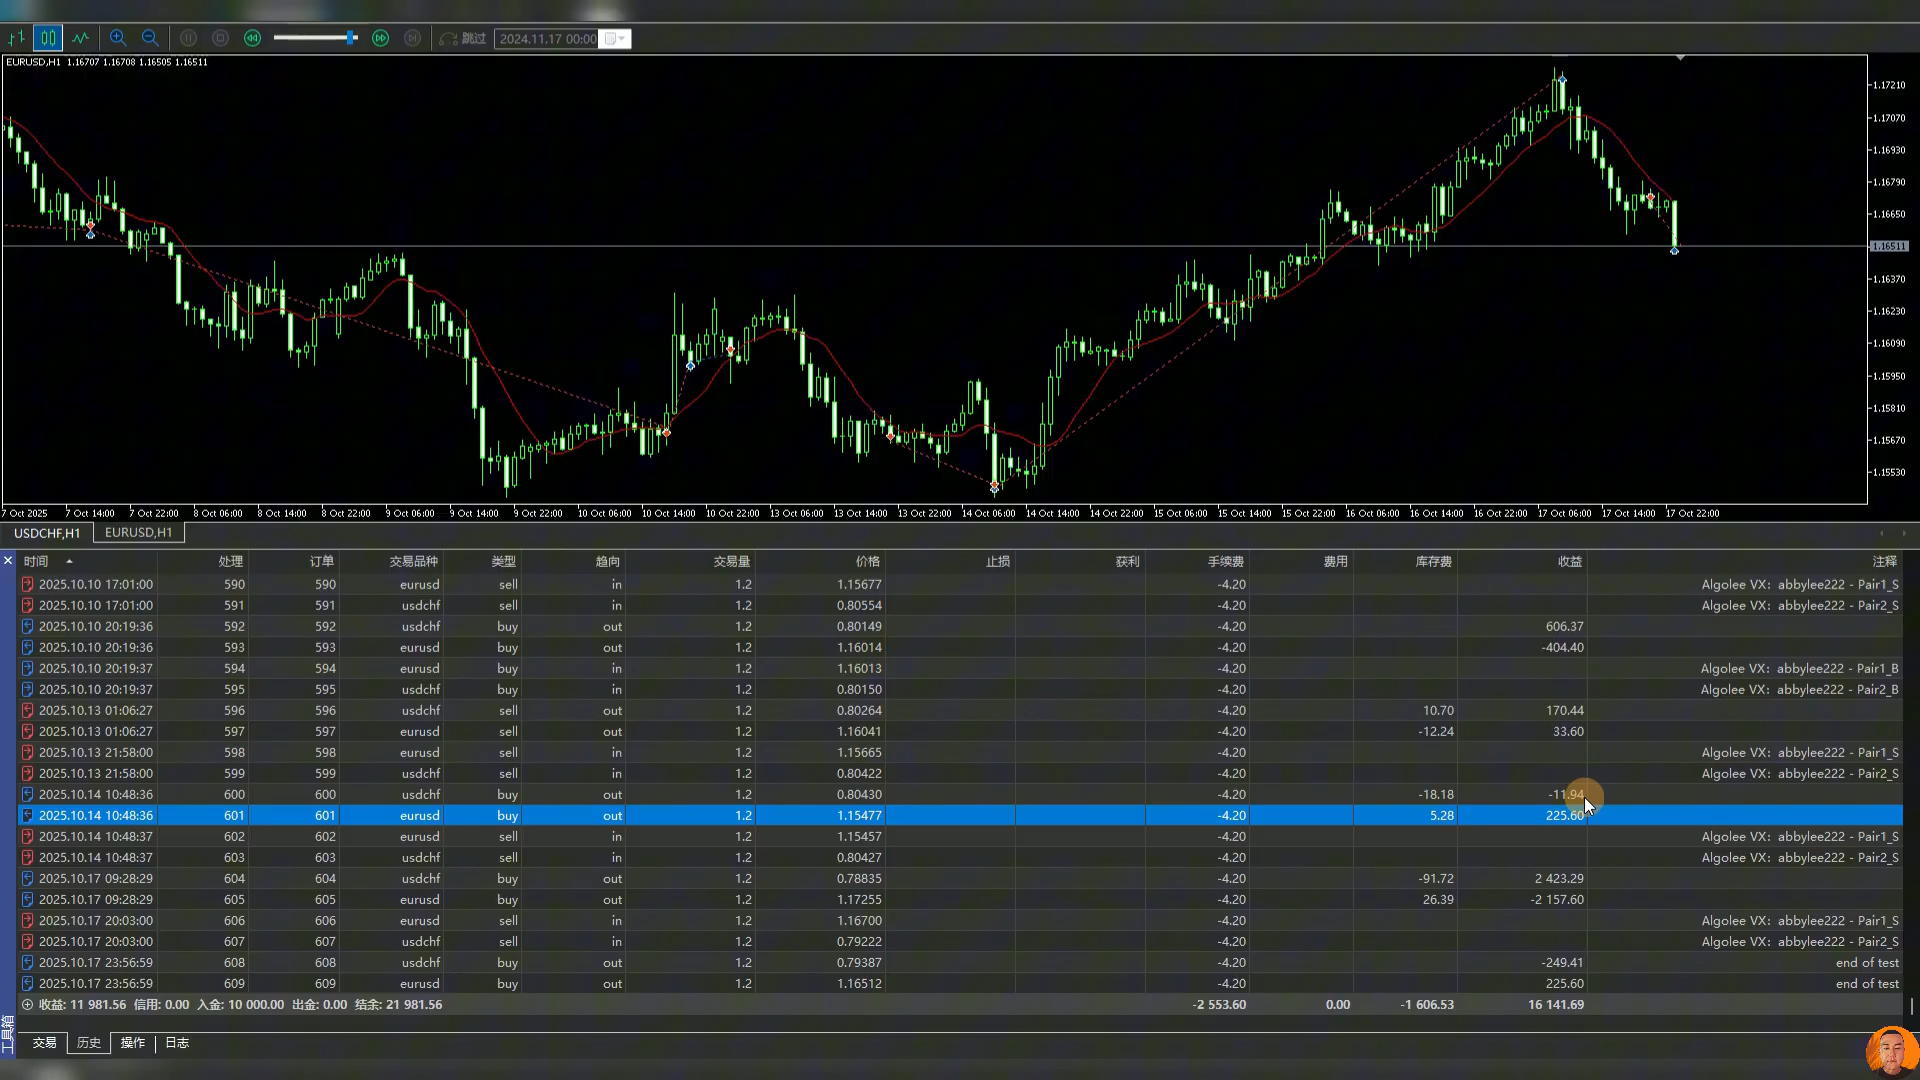 跳过 2024.11.17 00:00
EURUSD,H1 1.16707 1.16708 1.16505 1.16511
1.17210
1.17070
1.16930
1.16790
1.16650
1.16511
1.16370
1.16230
1.16090
1.15950
1.15810
1.15670
1.15530
7 Oct 2025 7 Oct 14:00 7 Oct 22:00 8 Oct 06:00 8 Oct 14:00 8 Oct 22:00 9 Oct 06:00 9 Oct 14:00 9 Oct 22:00 10 Oct 06:00 10 Oct 14:00 10 Oct 22:00 13 Oct 06:00 13 Oct 14:00 13 Oct 22:00 14 Oct 06:00 14 Oct 14:00 14 Oct 22:00 15 Oct 06:00 15 Oct 14:00 15 Oct 22:00 16 Oct 06:00 16 Oct 14:00 16 Oct 22:00 17 Oct 06:00 17 Oct 14:00 17 Oct 22:00
USDCHF,H1 EURUSD,H1
时间 处理 订单 交易品种 类型 趋向 交易量 价格 止损 获利 手续费 费用 库存费 收益 注释
2025.10.10 17:01:00 590 590 eurusd sell in 1.2 1.15677 -4.20 Algolee VX: abbylee222 - Pair1_S
2025.10.10 17:01:00 591 591 usdchf sell in 1.2 0.80554 -4.20 Algolee VX: abbylee222 - Pair2_S
2025.10.10 20:19:36 592 592 usdchf buy out 1.2 0.80149 -4.20 606.37
2025.10.10 20:19:36 593 593 eurusd buy out 1.2 1.16014 -4.20 -404.40
2025.10.10 20:19:37 594 594 eurusd buy in 1.2 1.16013 -4.20 Algolee VX: abbylee222 - Pair1_B
2025.10.10 20:19:37 595 595 usdchf buy in 1.2 0.80150 -4.20 Algolee VX: abbylee222 - Pair2_B
2025.10.13 01:06:27 596 596 usdchf sell out 1.2 0.80264 -4.20 10.70 170.44
2025.10.13 01:06:27 597 597 eurusd sell out 1.2 1.16041 -4.20 -12.24 33.60
2025.10.13 21:58:00 598 598 eurusd sell in 1.2 1.15665 -4.20 Algolee VX: abbylee222 - Pair1_S
2025.10.13 21:58:00 599 599 usdchf sell in 1.2 0.80422 -4.20 Algolee VX: abbylee222 - Pair2_S
2025.10.14 10:48:36 600 600 usdchf buy out 1.2 0.80430 -4.20 -18.18 -11.94
2025.10.14 10:48:36 601 601 eurusd buy out 1.2 1.15477 -4.20 5.28 225.60
2025.10.14 10:48:37 602 602 eurusd sell in 1.2 1.15457 -4.20 Algolee VX: abbylee222 - Pair1_S
2025.10.14 10:48:37 603 603 usdchf sell in 1.2 0.80427 -4.20 Algolee VX: abbylee222 - Pair2_S
2025.10.17 09:28:29 604 604 usdchf buy out 1.2 0.78835 -4.20 -91.72 2 423.29
2025.10.17 09:28:29 605 605 eurusd buy out 1.2 1.17255 -4.20 26.39 -2 157.60
2025.10.17 20:03:00 606 606 eurusd sell in 1.2 1.16700 -4.20 Algolee VX: abbylee222 - Pair1_S
2025.10.17 20:03:00 607 607 usdchf sell in 1.2 0.79222 -4.20 Algolee VX: abbylee222 - Pair2_S
2025.10.17 23:56:59 608 608 usdchf buy out 1.2 0.79387 -4.20 -249.41 end of test
2025.10.17 23:56:59 609 609 eurusd buy out 1.2 1.16512 -4.20 225.60 end of test
收益: 11 981.56 信用: 0.00 入金: 10 000.00 出金: 0.00 结余: 21 981.56 -2 553.60 0.00 -1 606.53 16 141.69
工具箱
交易 历史 操作 日志